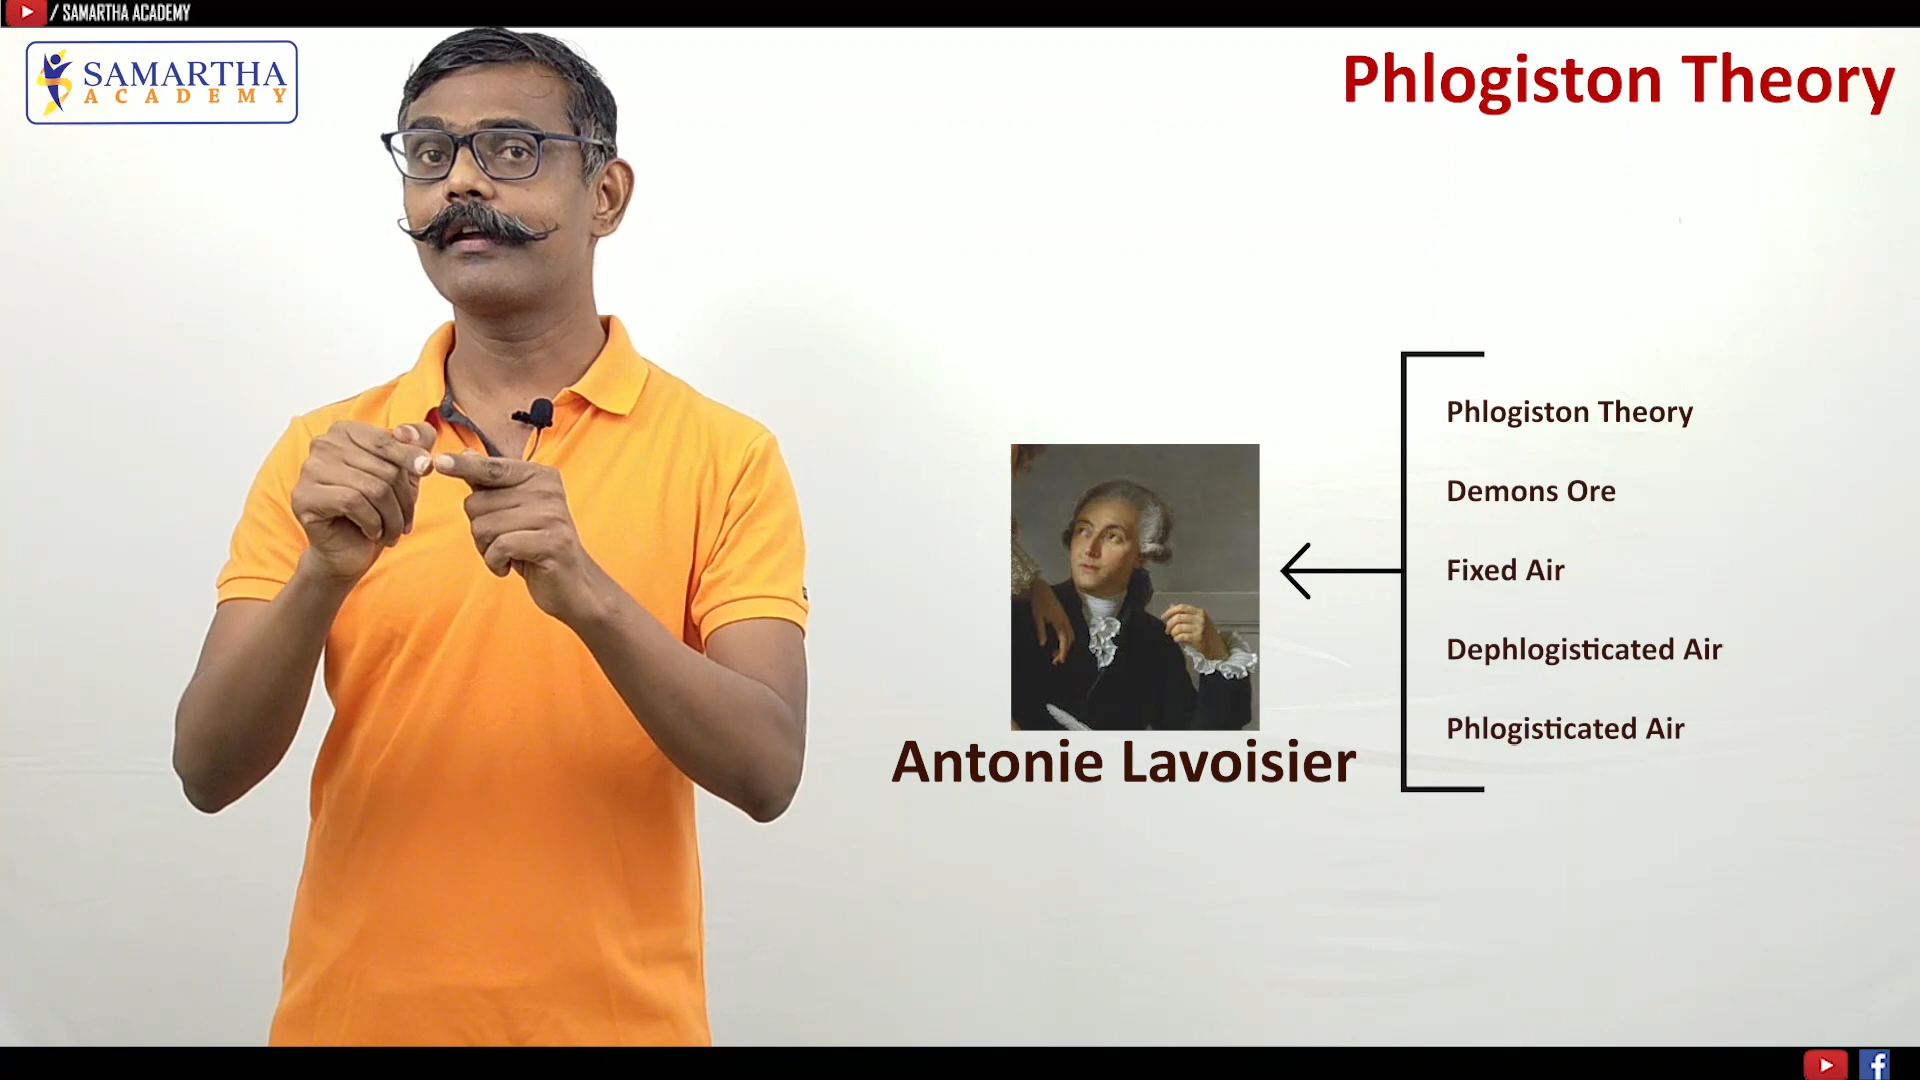 / SAMARTHA ACADEMY
SAMARTHA
ACADEMY
Phlogiston Theory
Phlogiston Theory
Demons Ore
Fixed Air
Dephlogisticated Air
Phlogisticated Air
Antonie Lavoisier